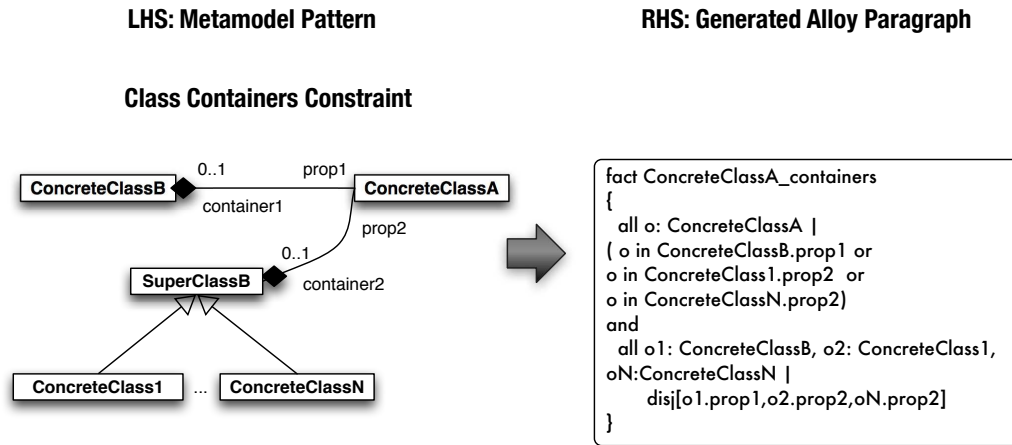 LHS: Metamodel Pattern
RHS: Generated Alloy Paragraph
Class Containers Constraint
0..1
prop1
ConcreteClassB
ConcreteClassA
container1
prop2
0..1
SuperClassB
container2
ConcreteClass1
...
ConcreteClassN
fact ConcreteClassA_containers
{
all o: ConcreteClassA |
( o in ConcreteClassB.prop1 or
o in ConcreteClass1.prop2 or
o in ConcreteClassN.prop2)
and
all o1: ConcreteClassB, o2: ConcreteClass1,
oN:ConcreteClassN |
disj[o1.prop1,o2.prop2,oN.prop2]
}